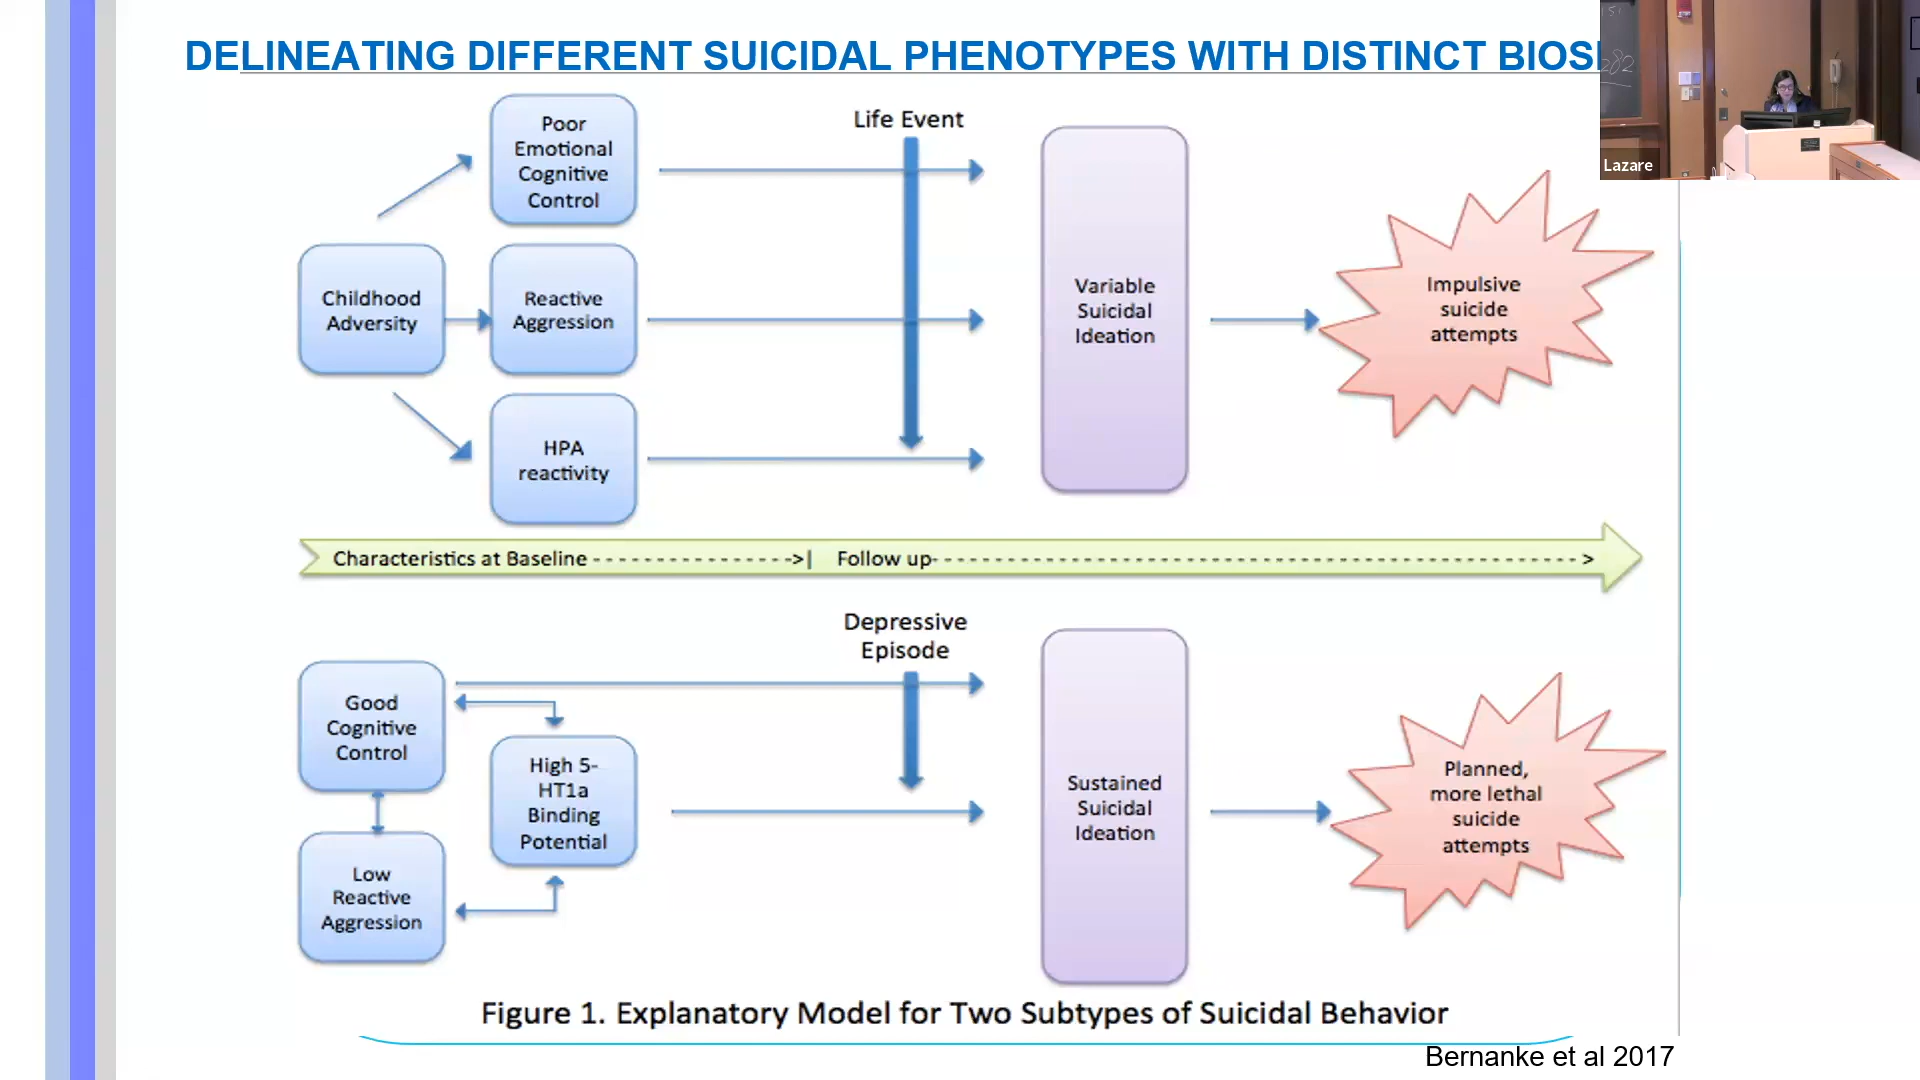 DELINEATING DIFFERENT SUICIDAL PHENOTYPES WITH DISTINCT
282
Lazare
Poor
Emotional
Cognitive
Control
Life Event
Childhood
Adversity
Reactive
Aggression
HPA
reactivity
Variable
Suicidal
Ideation
Impulsive
suicide
attempts
Characteristics at Baseline - - - - - - - - - - - - - - - ->| Follow up- - - - - - - - - - - - - - - - - - - - - - - - - - - - - - - - - - - - - - - - - - - - - - - - - - >
Depressive
Episode
Good
Cognitive
Control
High 5-
HT1a
Binding
Potential
Low
Reactive
Aggression
Sustained
Suicidal
Ideation
Planned,
more lethal
suicide
attempts
Figure 1. Explanatory Model for Two Subtypes of Suicidal Behavior
Bernanke et al 2017